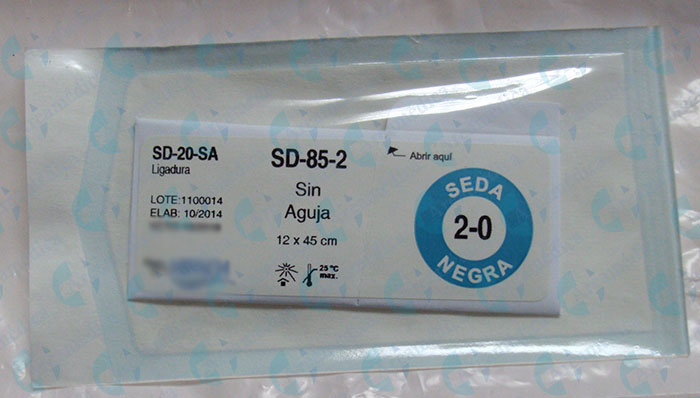 SD-20-SA
Ligadura
LOTE:1100014
ELAB: 10/2014
SD-85-2
Sin
Aguja
12 x 45 cm
25 ºC
max.
Abrir aquí
SEDA
2-0
NEGRA